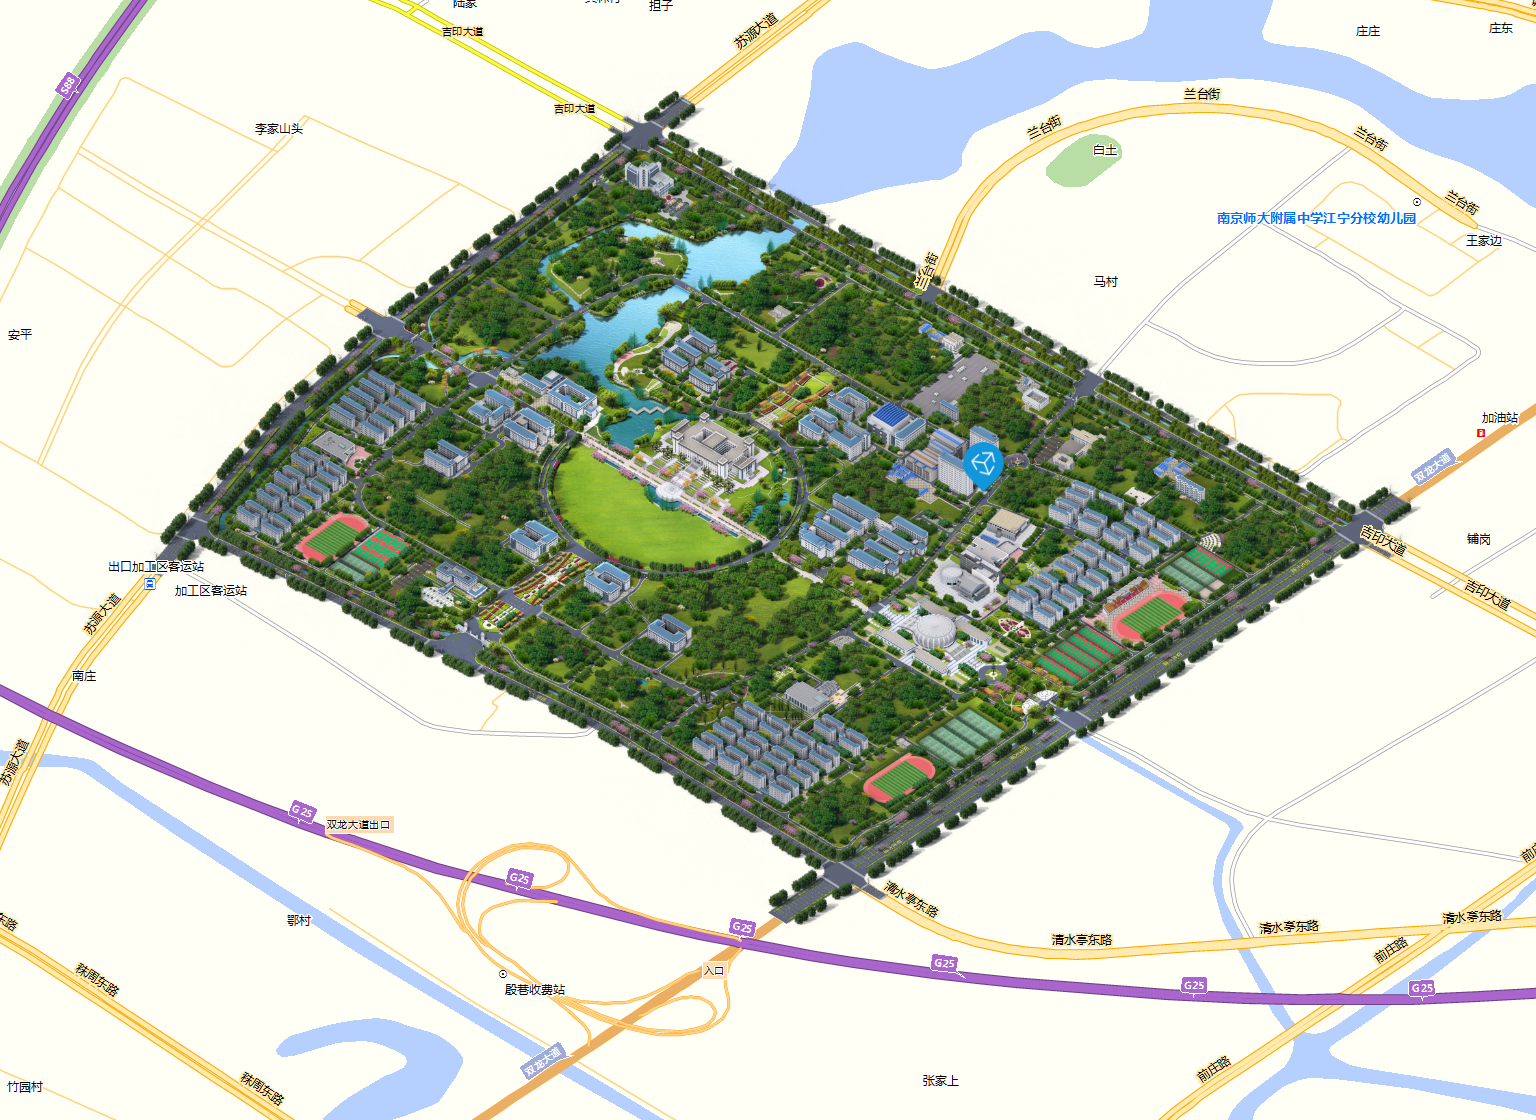 陆家
担子
吉印大道
苏源大道
庄庄
庄东
S88
吉印大道
兰台街
李家山头
兰台街
兰台街
白土
兰台街
南京师大附属中学江宁分校幼儿园
王家边
兰台街
马村
安平
加油站
双龙大道
吉印大道
铺岗
出口加工区客运站
加工区客运站
吉印大道
苏源大道
南庄
苏源大道
G25
双龙大道出口
前庄
G25
清水亭东路
鄂村
东路
G25
清水亭东路
清水亭东路
清水亭东路
前庄路
入口
G25
秣周东路
殷巷收费站
G25
G25
双龙大道
前庄路
张家上
竹园村
秣周东路